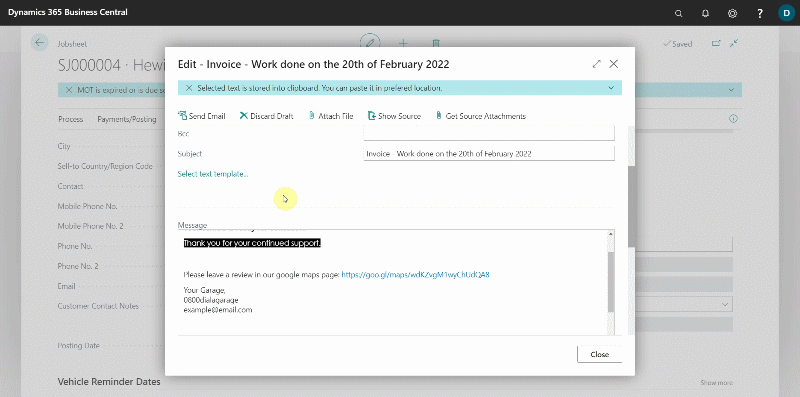 Dynamics 365 Business Central
?
D
Jobsheet
Saved
SJ000004 - Hewi
MOT is expired or is due so
Process
Payments/Posting
City
Sell-to Country/Region Code
Contact
Mobile Phone No.
Mobile Phone No. 2
Phone No.
Phone No. 2
Email
Customer Contact Notes
Posting Date
Vehicle Reminder Dates
Show more
Edit - Invoice - Work done on the 20th of February 2022
Selected text is stored into clipboard. You can paste it in prefered location.
Send Email
Discard Draft
Attach File
Show Source
Get Source Attachments
Bcc
Subject
Invoice - Work done on the 20th of February 2022
Select text template...
Message
Thank you for your continued support.
Please leave a review in our google maps page: https://goo.gl/maps/wdKZvgM1wyChUdQA8
Your Garage,
0800dialagarage
example@email.com
Close